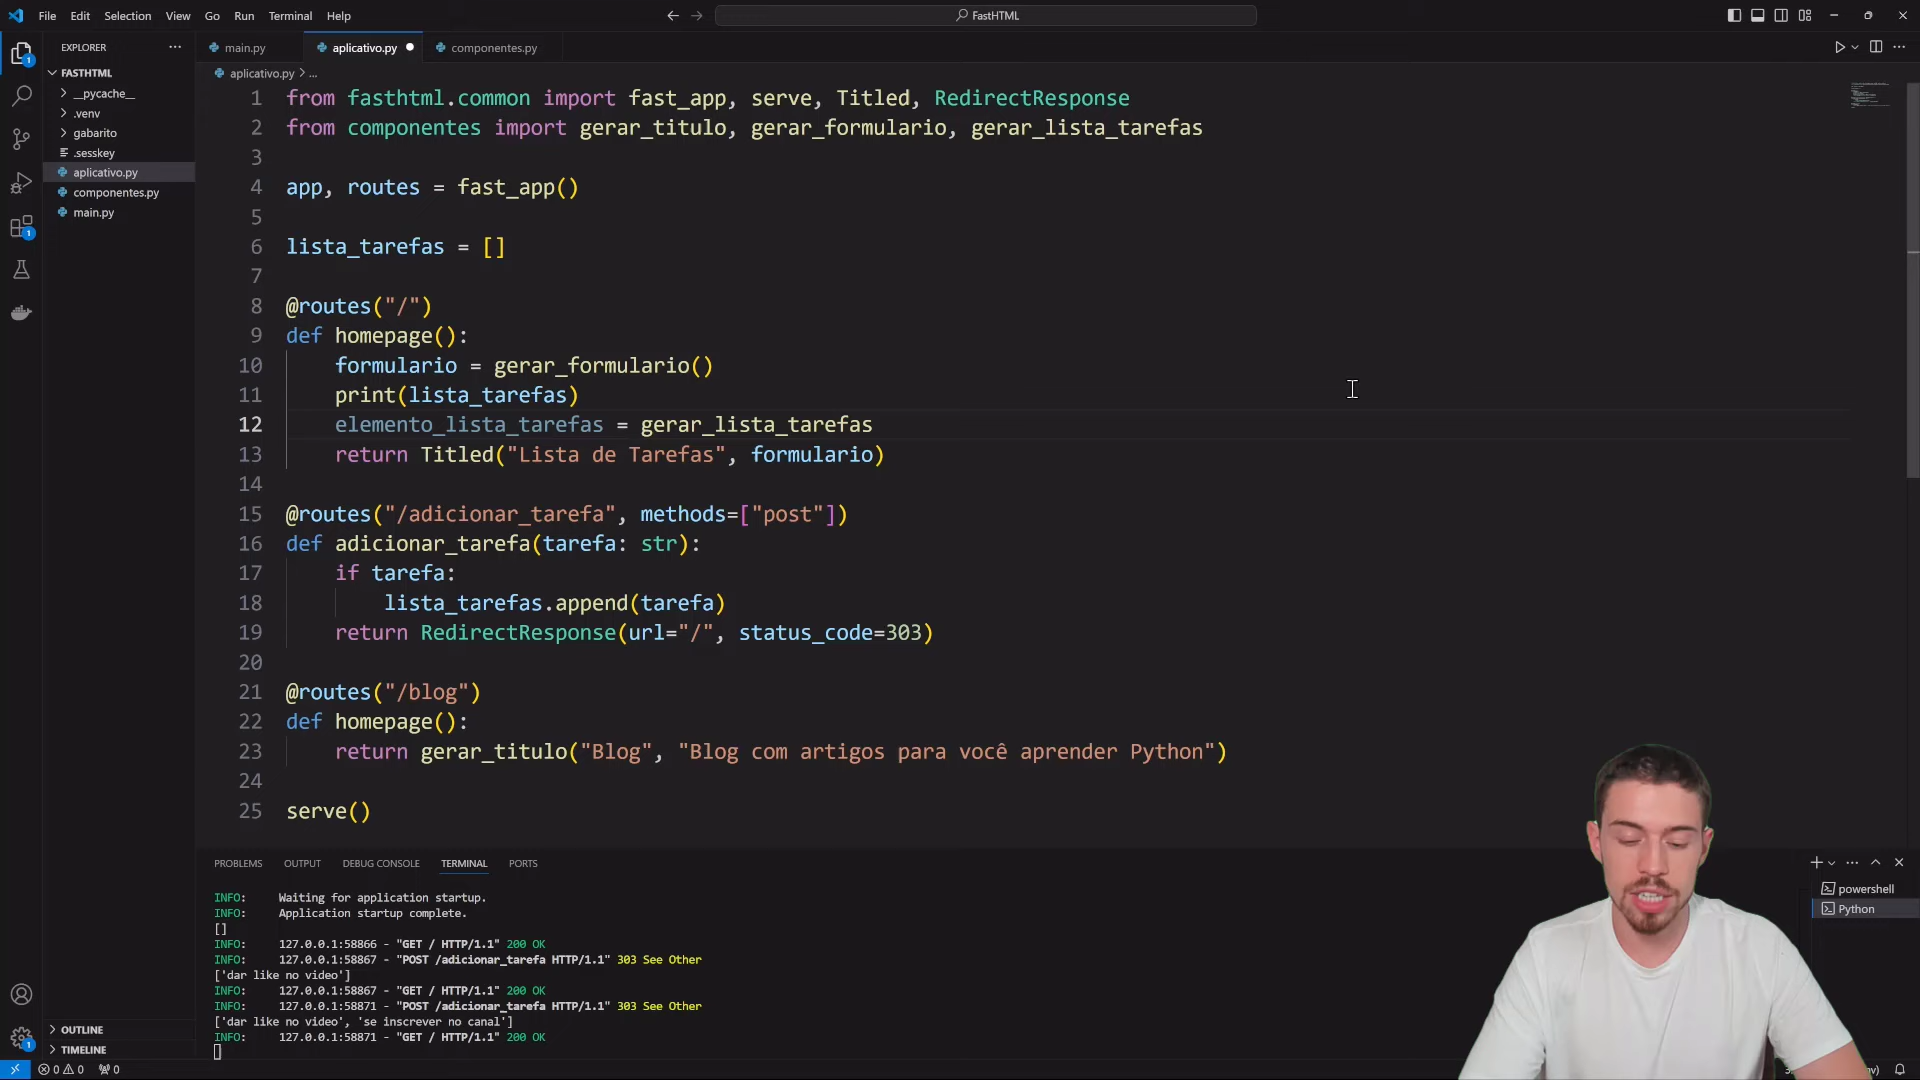 File Edit Selection View Go Run Terminal Help
FastHTML
EXPLORER
main.py
aplicativo.py
componentes.py
FASTHTML
__pycache__
.venv
gabarito
.sesskey
aplicativo.py
componentes.py
main.py
aplicativo.py > ...
1 from fasthtml.common import fast_app, serve, Titled, RedirectResponse
2 from componentes import gerar_titulo, gerar_formulario, gerar_lista_tarefas
3
4 app, routes = fast_app()
5
6 lista_tarefas = []
7
8 @routes("/")
9 def homepage():
10 formulario = gerar_formulario()
11 print(lista_tarefas)
12 elemento_lista_tarefas = gerar_lista_tarefas
13 return Titled("Lista de Tarefas", formulario)
14
15 @routes("/adicionar_tarefa", methods=["post"])
16 def adicionar_tarefa(tarefa: str):
17 if tarefa:
18 lista_tarefas.append(tarefa)
19 return RedirectResponse(url="/", status_code=303)
20
21 @routes("/blog")
22 def homepage():
23 return gerar_titulo("Blog", "Blog com artigos para você aprender Python")
24
25 serve()
PROBLEMS OUTPUT DEBUG CONSOLE TERMINAL PORTS
INFO: Waiting for application startup.
INFO: Application startup complete.
[]
INFO: 127.0.0.1:58866 - "GET / HTTP/1.1" 200 OK
INFO: 127.0.0.1:58867 - "POST /adicionar_tarefa HTTP/1.1" 303 See Other
['dar like no video']
INFO: 127.0.0.1:58867 - "GET / HTTP/1.1" 200 OK
INFO: 127.0.0.1:58871 - "POST /adicionar_tarefa HTTP/1.1" 303 See Other
['dar like no video', 'se inscrever no canal']
INFO: 127.0.0.1:58871 - "GET / HTTP/1.1" 200 OK
powershell
Python
OUTLINE
TIMELINE
0 0 0